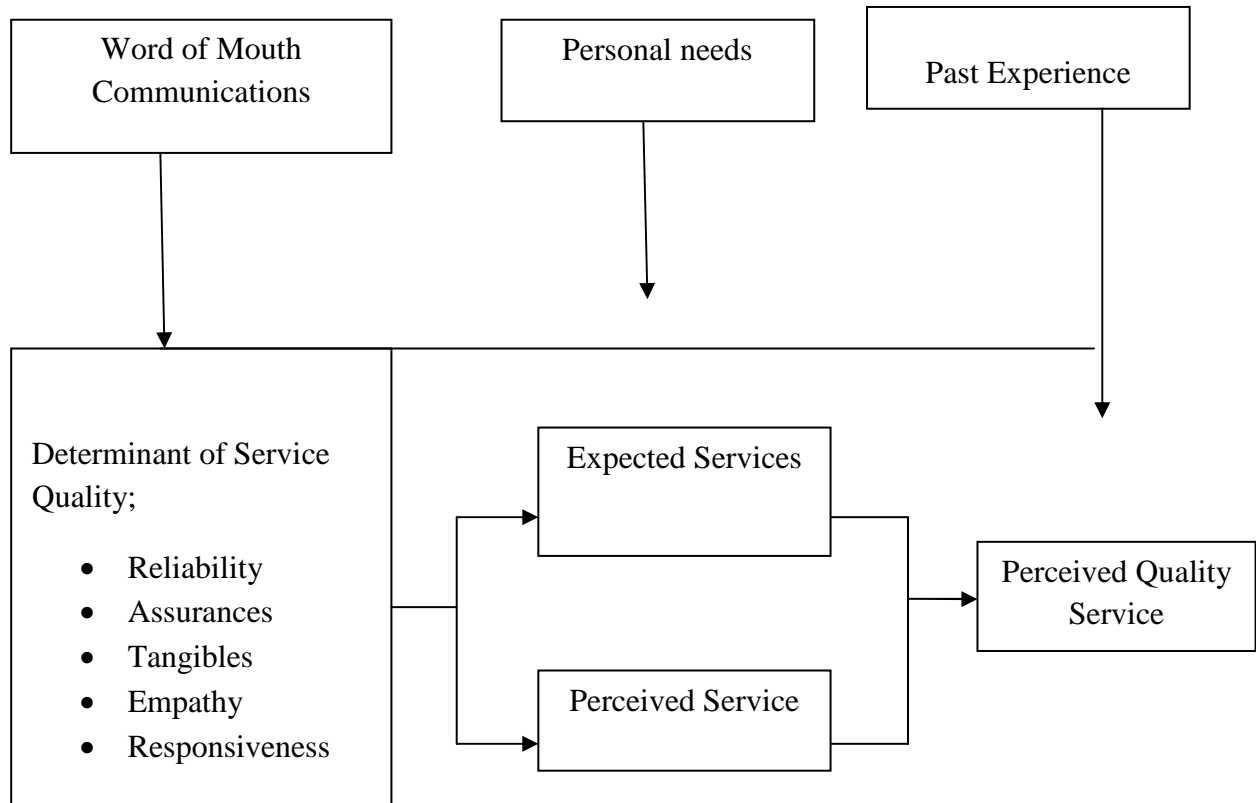 Word of Mouth
Communications
Personal needs
Past Experience
Determinant of Service
Quality;
• Reliability
• Assurances
• Tangibles
• Empathy
• Responsiveness
Expected Services
Perceived Service
Perceived Quality
Service